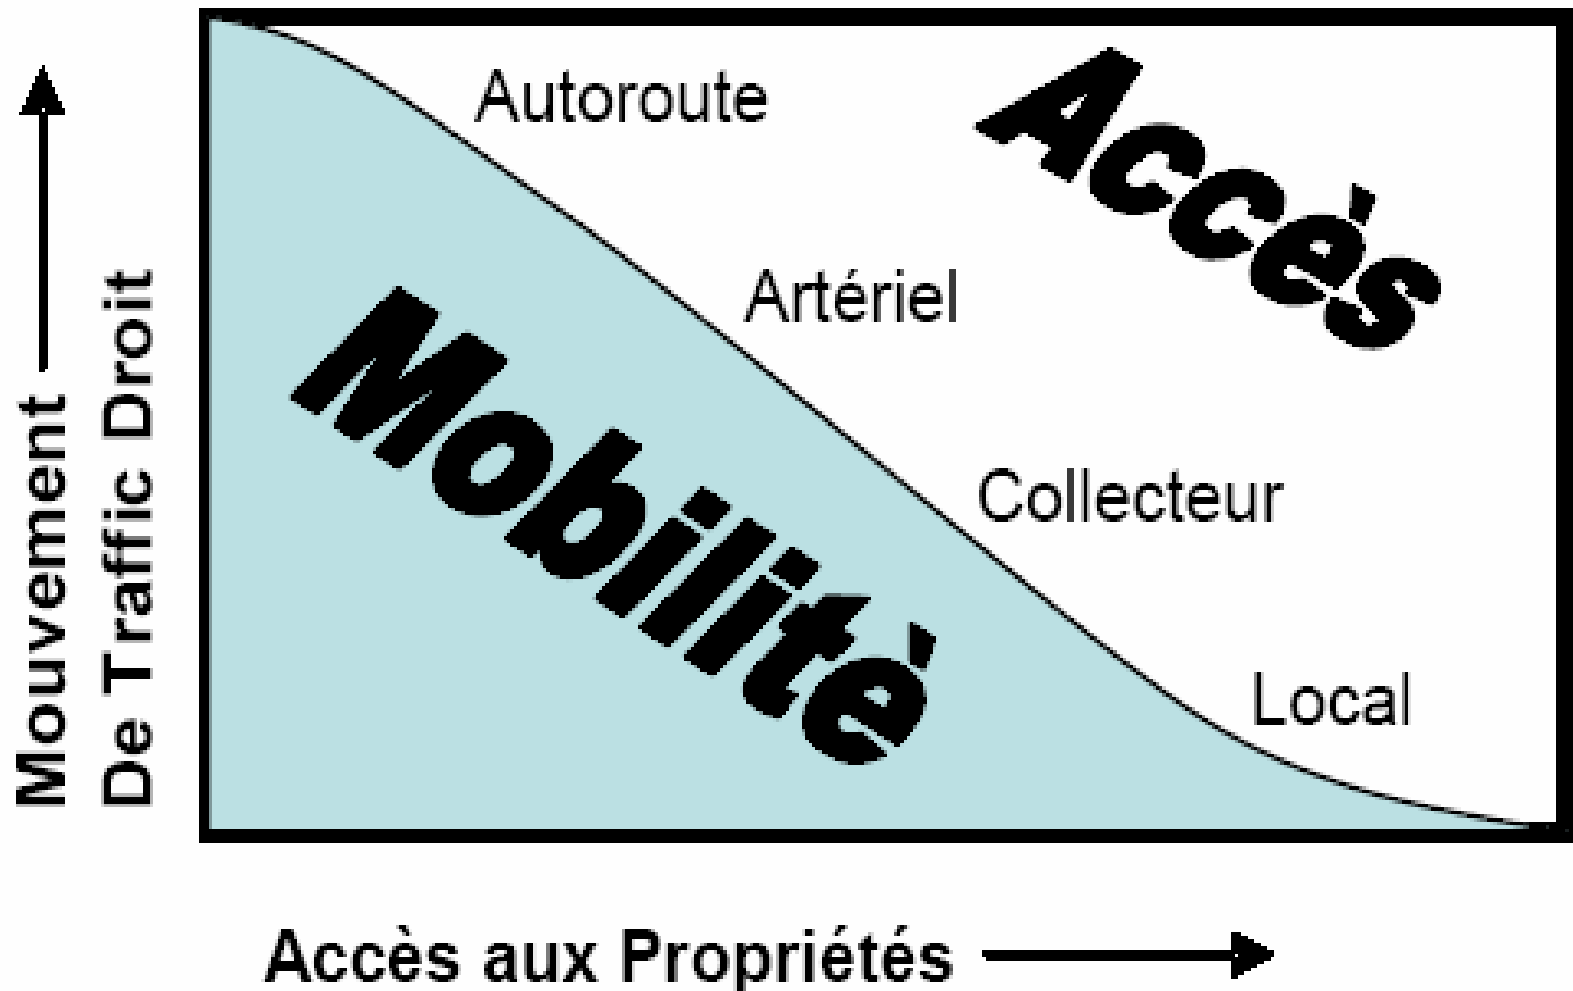 Mouvement
De Traffic Droit
Autoroute
Accès
Artériel
Mobilitè
Collecteur
Local
Accès aux Propriétés